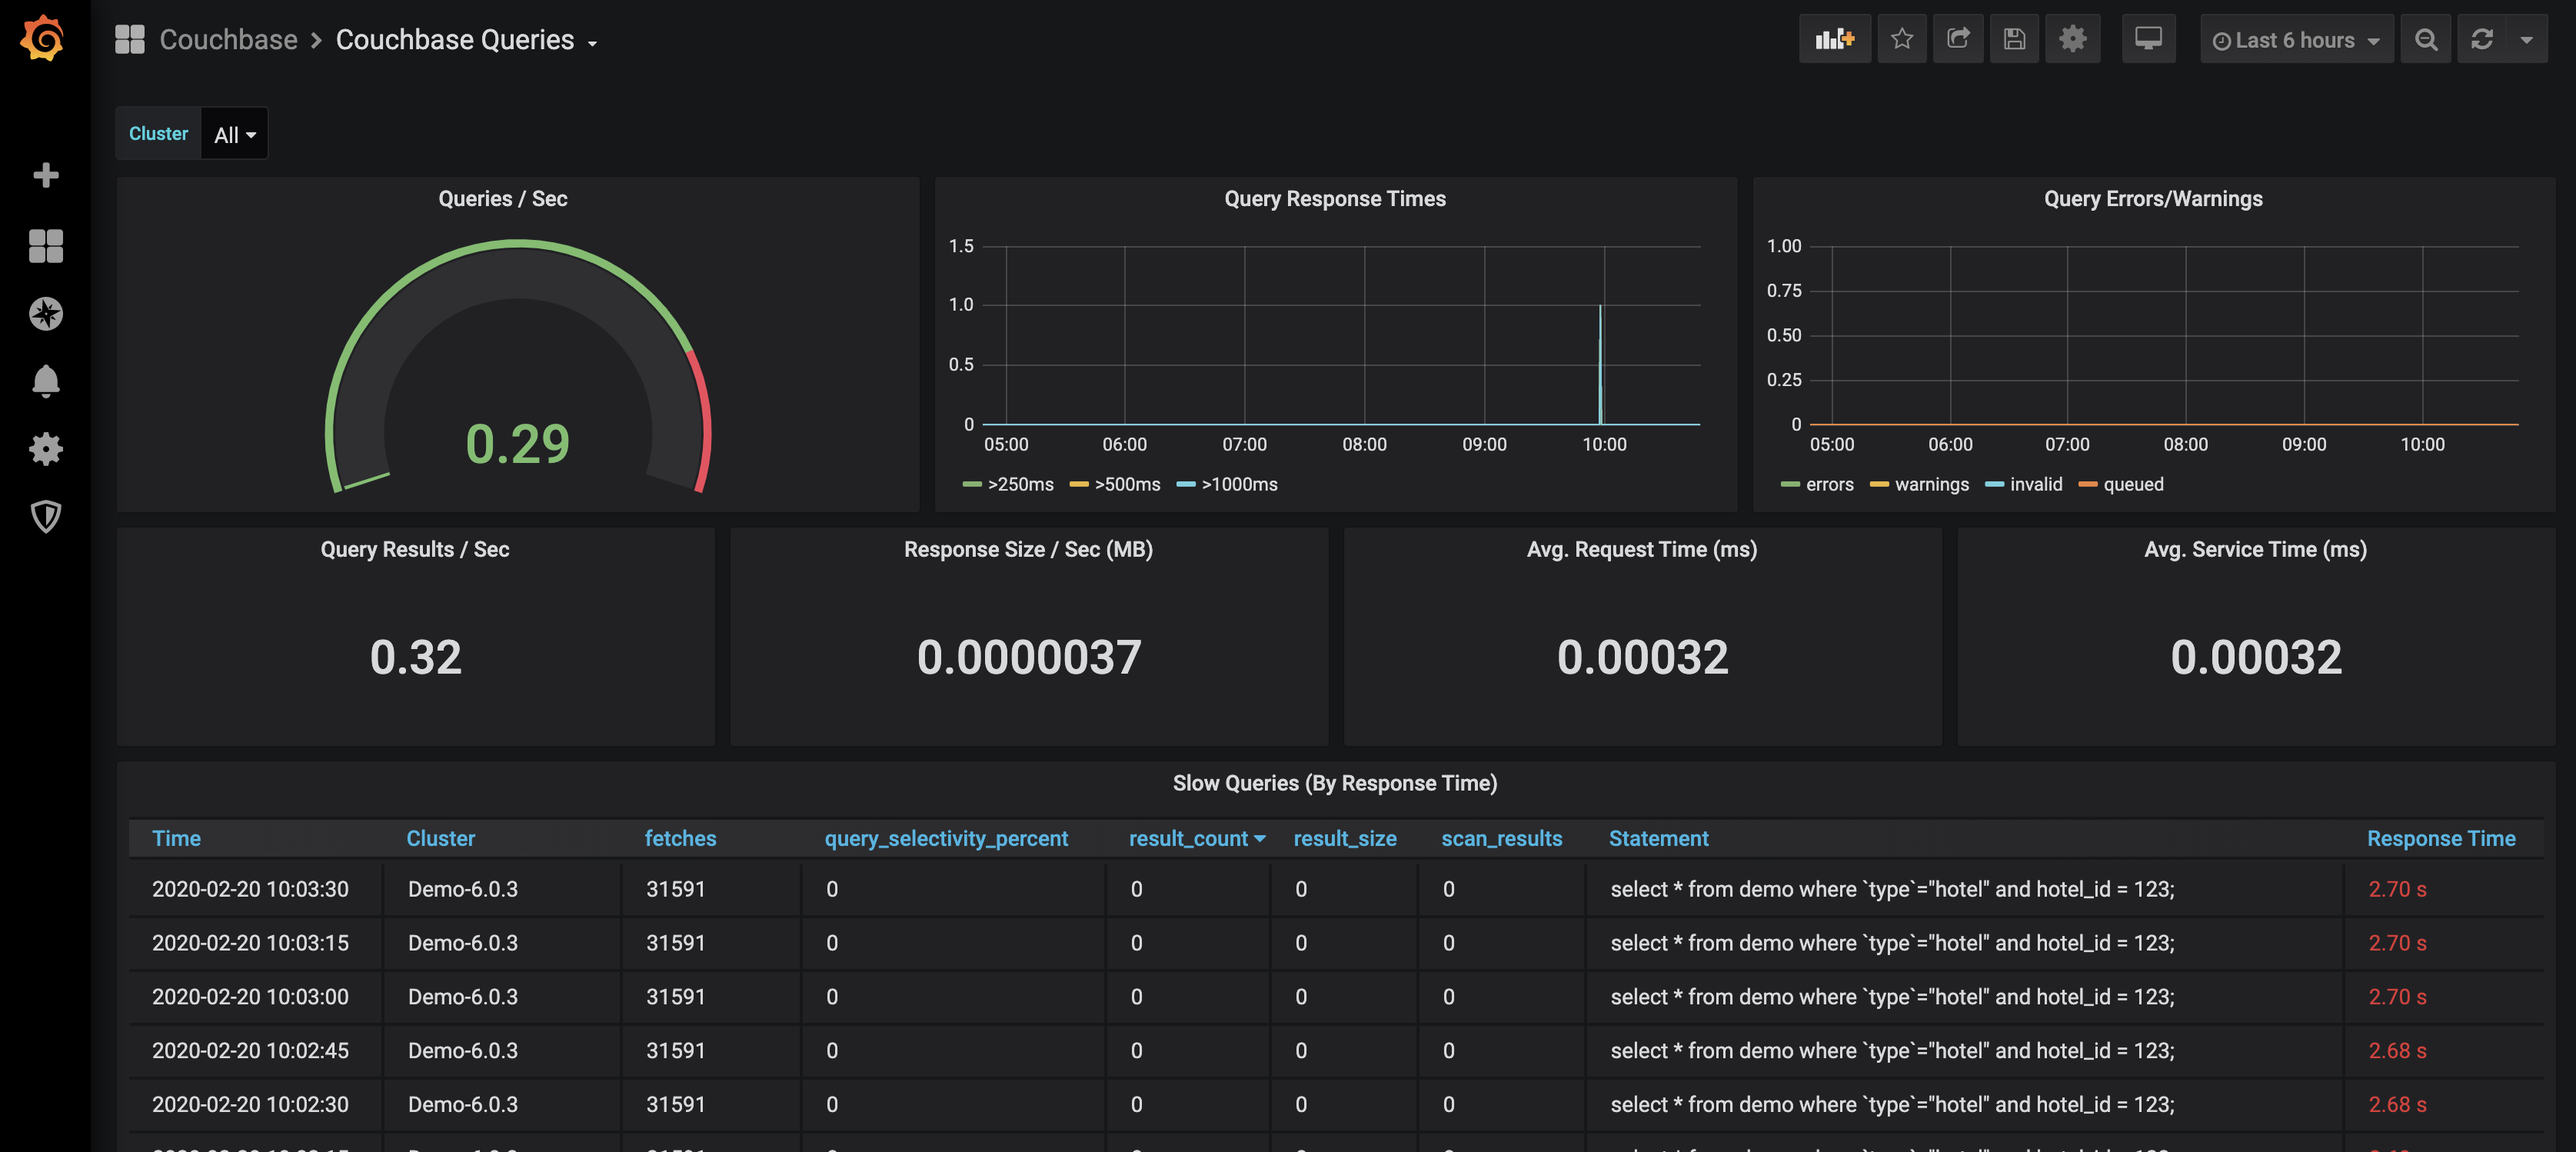 Couchbase > Couchbase Queries
Last 6 hours
Cluster All
Queries / Sec
0.29
Query Response Times
1.5
1.0
0.5
0
05:00 06:00 07:00 08:00 09:00 10:00
>250ms >500ms >1000ms
Query Errors/Warnings
1.00
0.75
0.50
0.25
0
05:00 06:00 07:00 08:00 09:00 10:00
errors warnings invalid queued
Query Results / Sec
0.32
Response Size / Sec (MB)
0.0000037
Avg. Request Time (ms)
0.00032
Avg. Service Time (ms)
0.00032
Slow Queries (By Response Time)
Time Cluster fetches query_selectivity_percent result_count result_size scan_results Statement Response Time
2020-02-20 10:03:30 Demo-6.0.3 31591 0 0 0 0 select * from demo where `type`="hotel" and hotel_id = 123; 2.70 s
2020-02-20 10:03:15 Demo-6.0.3 31591 0 0 0 0 select * from demo where `type`="hotel" and hotel_id = 123; 2.70 s
2020-02-20 10:03:00 Demo-6.0.3 31591 0 0 0 0 select * from demo where `type`="hotel" and hotel_id = 123; 2.70 s
2020-02-20 10:02:45 Demo-6.0.3 31591 0 0 0 0 select * from demo where `type`="hotel" and hotel_id = 123; 2.68 s
2020-02-20 10:02:30 Demo-6.0.3 31591 0 0 0 0 select * from demo where `type`="hotel" and hotel_id = 123; 2.68 s